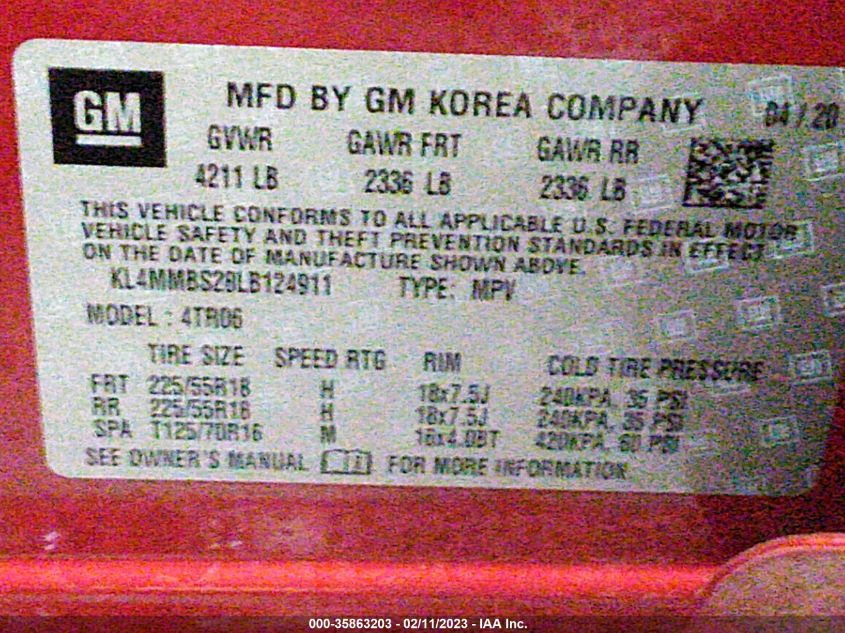 GM
MFD BY GM KOREA COMPANY 04 / 20
GVWR GAWR FRT GAWR RR
4211 LB 2336 LB 2336 LB
THIS VEHICLE CONFORMS TO ALL APPLICABLE U.S. FEDERAL MOTOR
VEHICLE SAFETY AND THEFT PREVENTION STANDARDS IN EFFECT
ON THE DATE OF MANUFACTURE SHOWN ABOVE.
KL4MMBS28LB124911 TYPE: MPV
MODEL : 4TR06
TIRE SIZE SPEED RTG RIM COLD TIRE PRESSURE
FRT 225/55R18 H 18x7.5J 240KPA, 35 PSI
RR 225/55R18 H 18x7.5J 240KPA, 35 PSI
SPA T125/70R16 M 16x4.0BT 420KPA, 60 PSI
SEE OWNER'S MANUAL FOR MORE INFORMATION
000-35863203 - 02/11/2023 - IAA Inc.